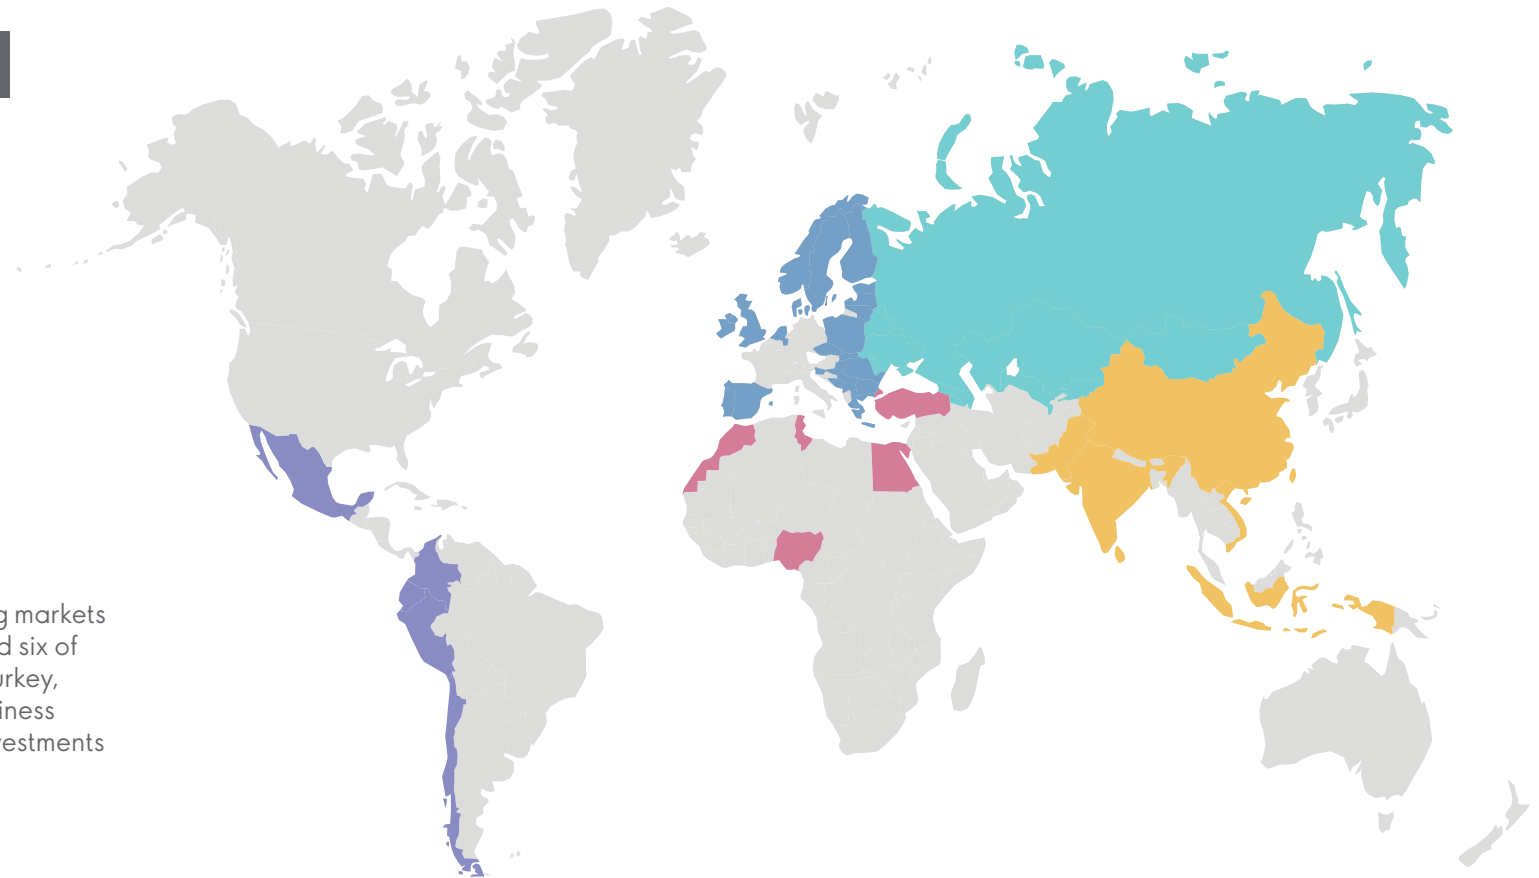 g markets
d six of
urkey,
iness
estments